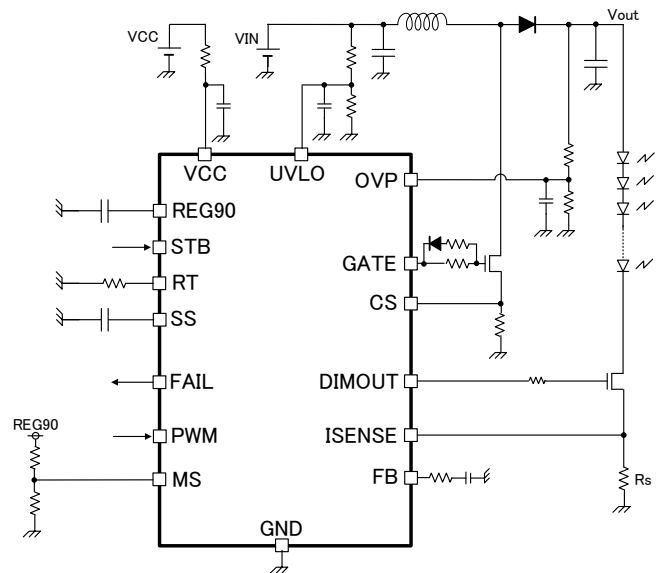 VCC
VIN
Vout
VCC
UVLO
OVP
REG90
STB
GATE
RT
CS
SS
FAIL
DIMOUT
REG90
PWM
ISENSE
MS
FB
Rs
GND